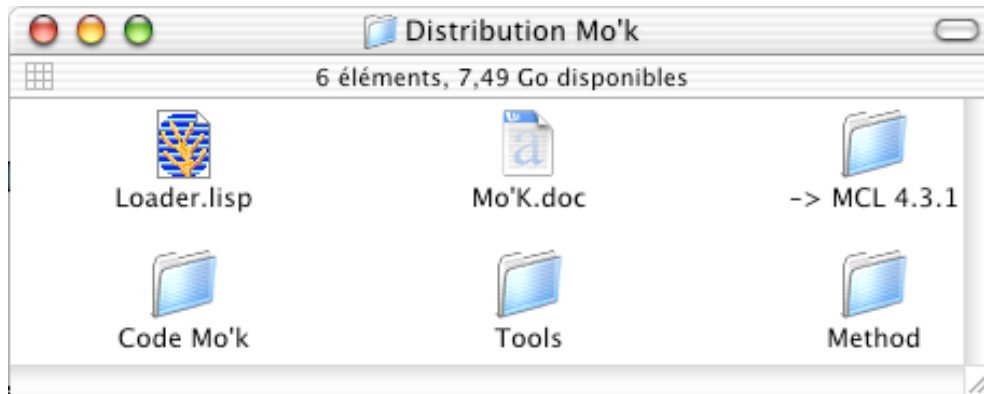 Distribution Mo'k
6 éléments, 7,49 Go disponibles
Loader.lisp
Mo'K.doc
-> MCL 4.3.1
Code Mo'k
Tools
Method